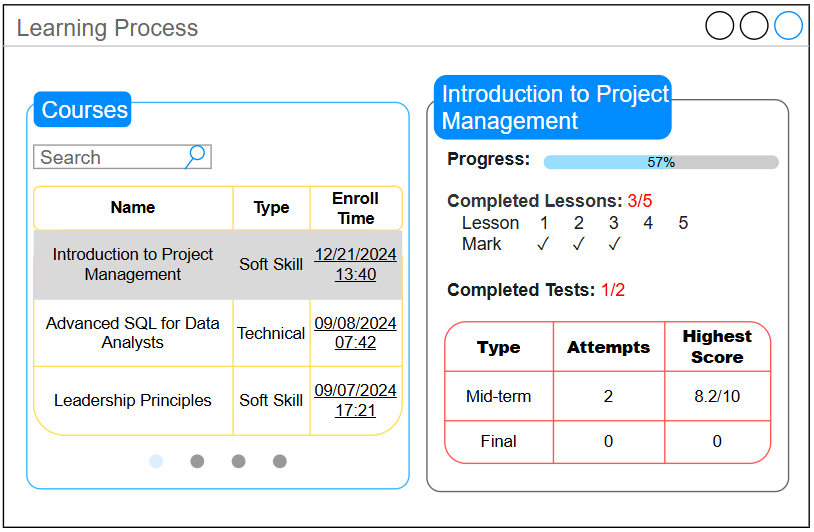 Learning Process
Courses
Search
Name Type Enroll Time
Introduction to Project Management Soft Skill 12/21/2024 13:40
Advanced SQL for Data Analysts Technical 09/08/2024 07:42
Leadership Principles Soft Skill 09/07/2024 17:21
Introduction to Project
Management
Progress: 57%
Completed Lessons: 3/5
Lesson 1 2 3 4 5
Mark ✓ ✓ ✓
Completed Tests: 1/2
Type Attempts Highest Score
Mid-term 2 8.2/10
Final 0 0